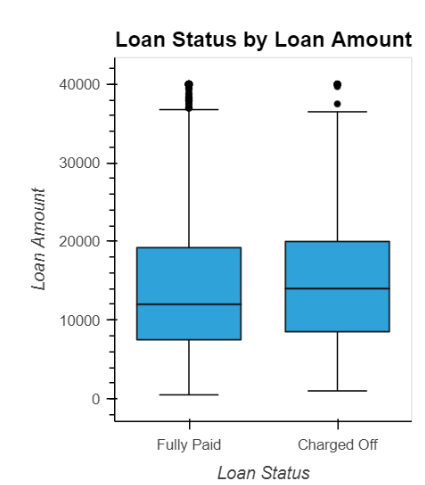 Loan Status by Loan Amount
40000
30000
20000
10000
0
Loan Amount
Fully Paid
Charged Off
Loan Status